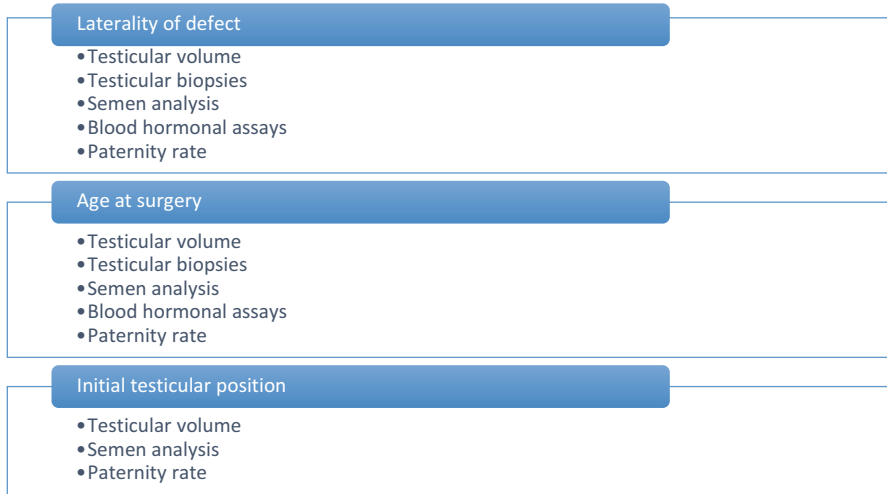 Laterality of defect
•Testicular volume
•Testicular biopsies
•Semen analysis
•Blood hormonal assays
•Paternity rate
Age at surgery
•Testicular volume
•Testicular biopsies
•Semen analysis
•Blood hormonal assays
•Paternity rate
Initial testicular position
•Testicular volume
•Semen analysis
•Paternity rate